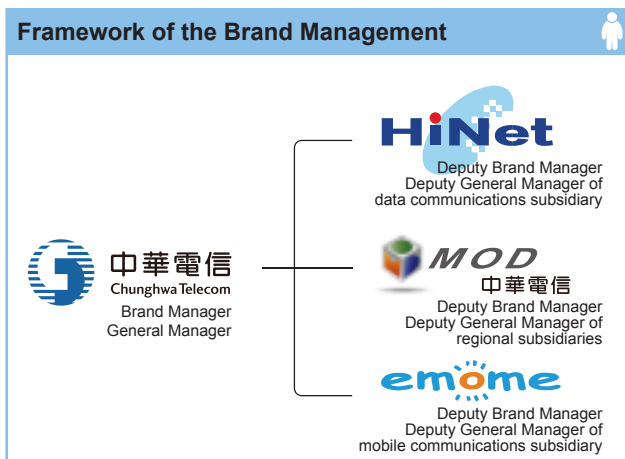 Framework of the Brand Management
HiNet
Deputy Brand Manager
Deputy General Manager of
data communications subsidiary
中華電信
Chunghwa Telecom
Brand Manager
General Manager
MOD
中華電信
Deputy Brand Manager
Deputy General Manager of
regional subsidiaries
emome
Deputy Brand Manager
Deputy General Manager of
mobile communications subsidiary